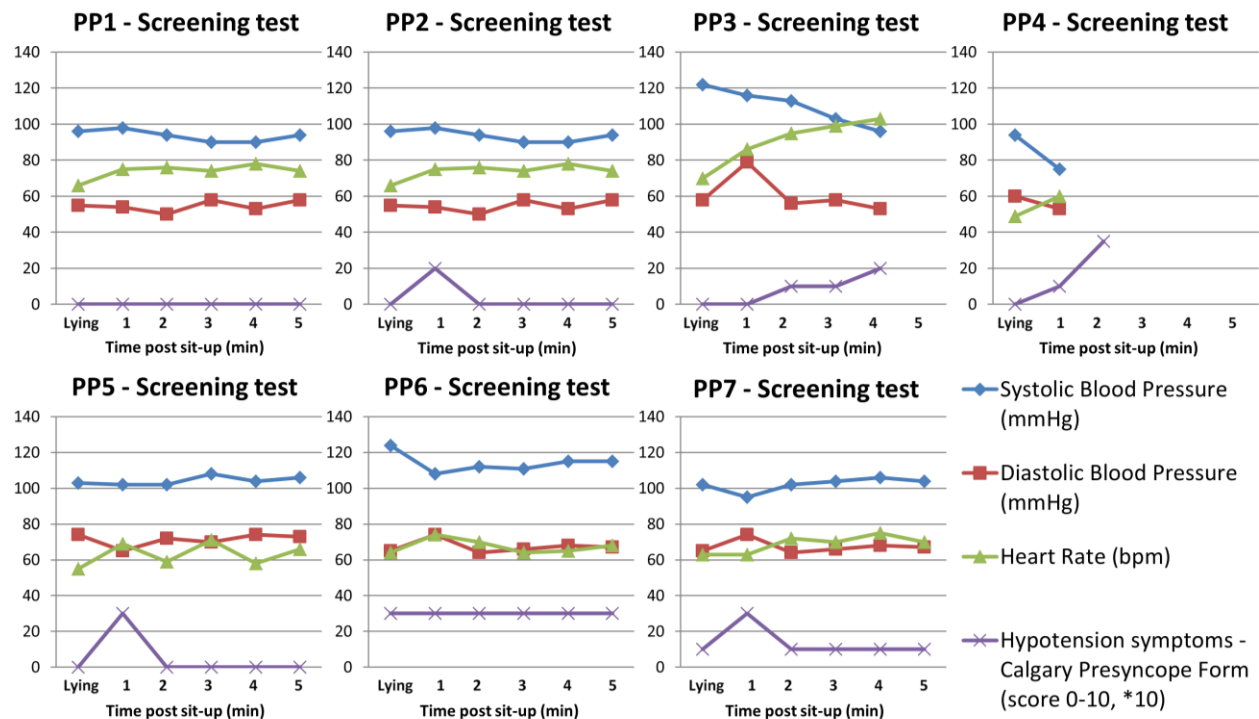 PP1 - Screening test
140
120
100
80
60
40
20
0
Lying 1 2 3 4 5
Time post sit-up (min)
PP2 - Screening test
140
120
100
80
60
40
20
0
Lying 1 2 3 4 5
Time post sit-up (min)
PP3 - Screening test
140
120
100
80
60
40
20
0
Lying 1 2 3 4 5
Time post sit-up (min)
PP4 - Screening test
140
120
100
80
60
40
20
0
Lying 1 2 3 4 5
Time post sit-up (min)
PP5 - Screening test
140
120
100
80
60
40
20
0
Lying 1 2 3 4 5
Time post sit-up (min)
PP6 - Screening test
140
120
100
80
60
40
20
0
Lying 1 2 3 4 5
Time post sit-up (min)
PP7 - Screening test
140
120
100
80
60
40
20
0
Lying 1 2 3 4 5
Time post sit-up (min)
Systolic Blood Pressure
(mmHg)
Diastolic Blood Pressure
(mmHg)
Heart Rate (bpm)
Hypotension symptoms -
Calgary Presyncope Form
(score 0-10, *10)